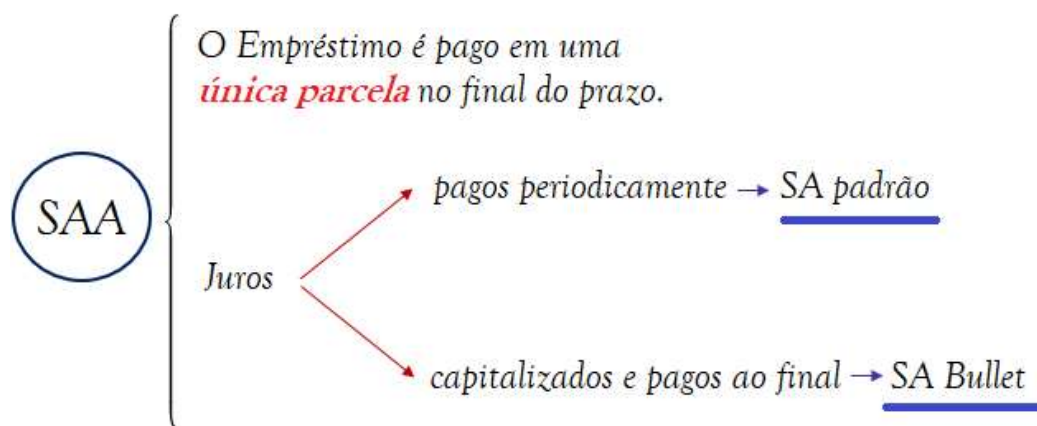 O Empréstimo é pago em uma
única parcela no final do prazo.
SAA
Juros
pagos periodicamente → SA padrão
capitalizados e pagos ao final → SA Bullet